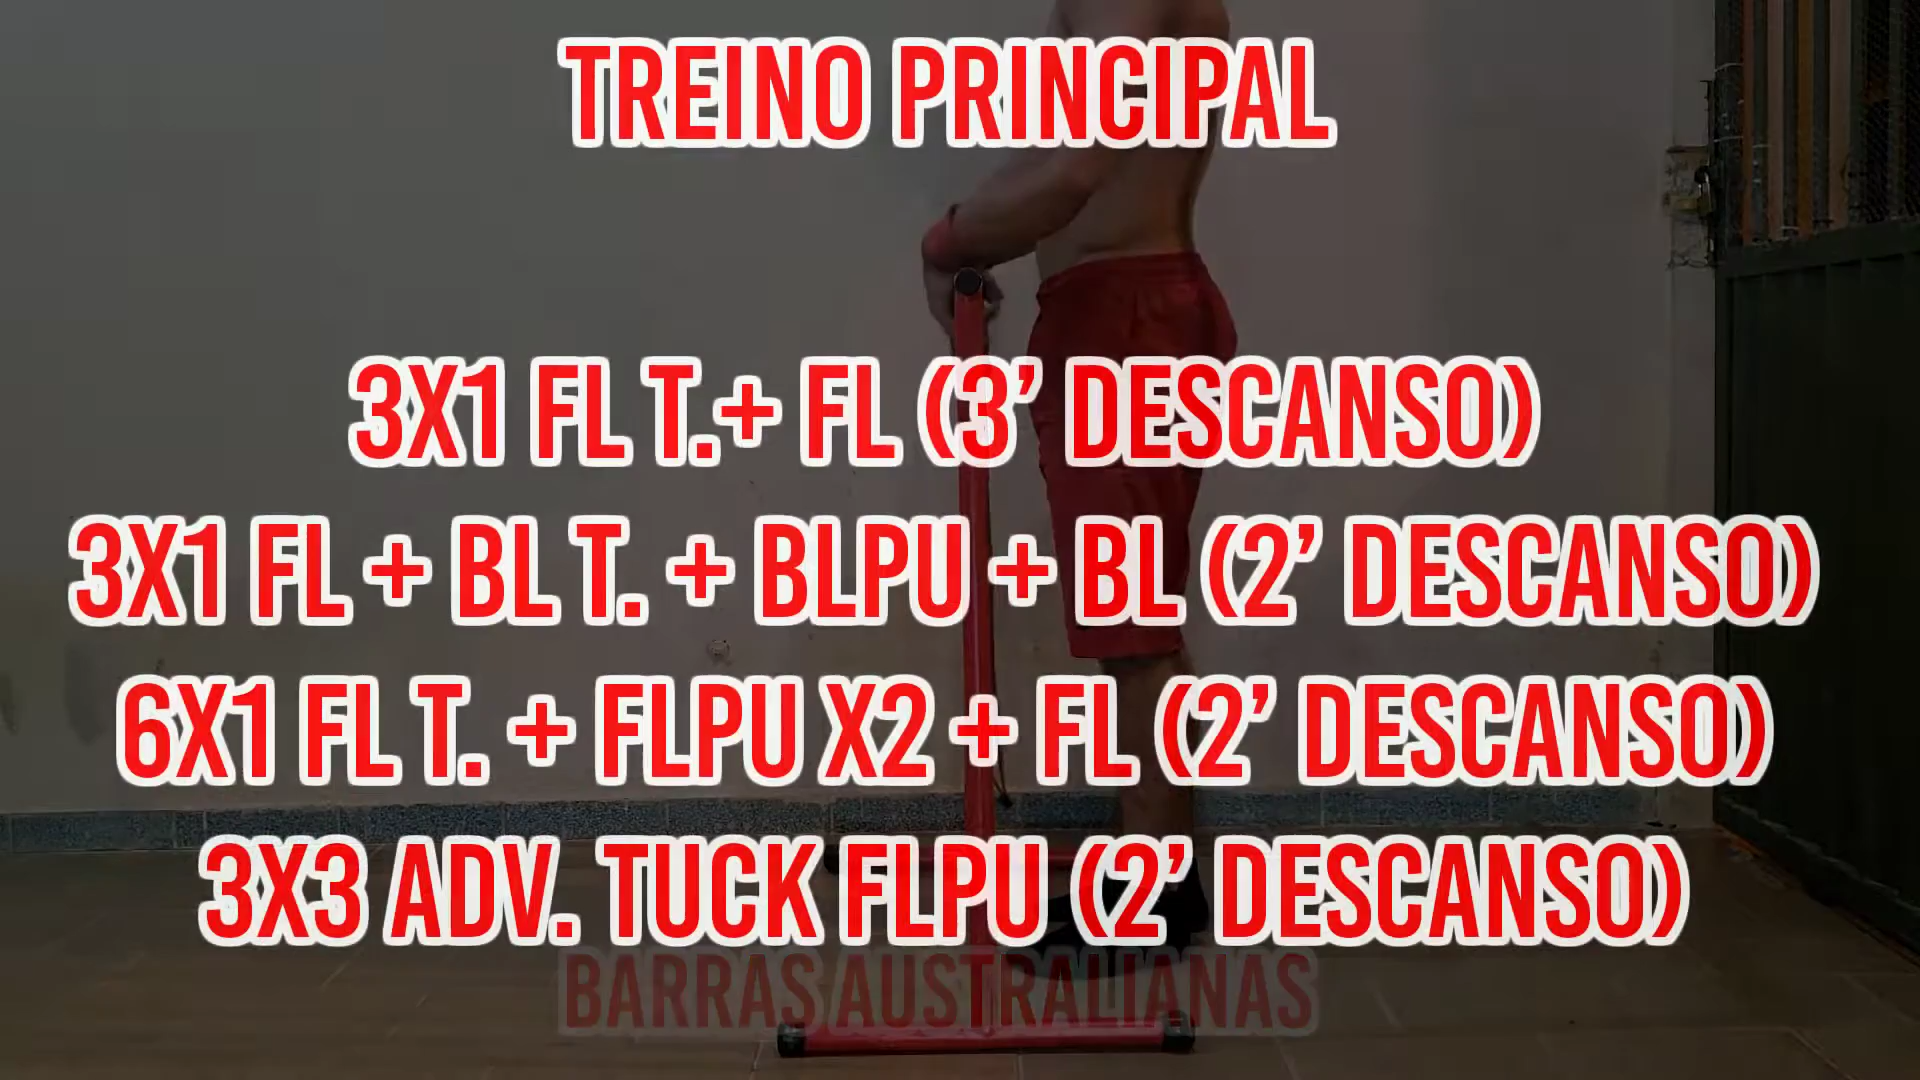 TREINO PRINCIPAL
3X1 FL T.+ FL (3' DESCANSO)
3X1 FL + BL T. + BLPU + BL (2' DESCANSO)
6X1 FL T. + FLPU X2 + FL (2' DESCANSO)
3X3 ADV. TUCK FLPU (2' DESCANSO)
BARRAS AUSTRALIANAS